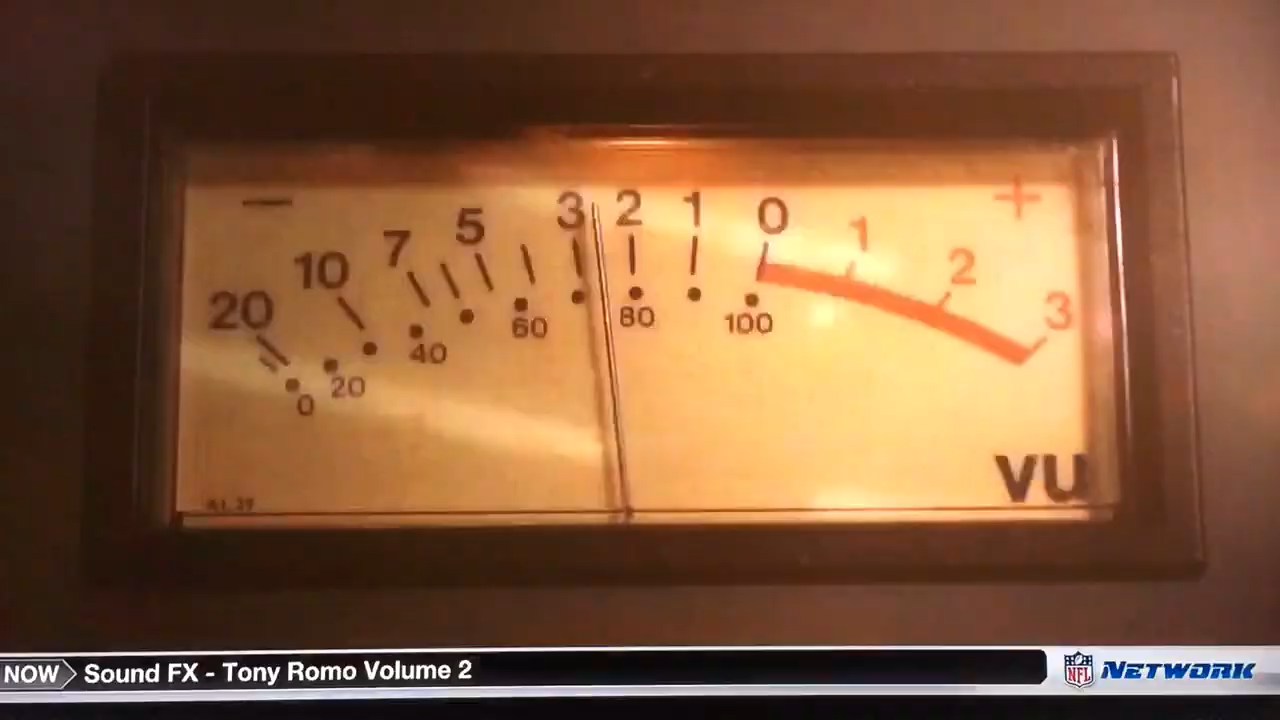 − +
20 10 7 5 3 2 1 0 1 2 3
0 20 40 60 80 100
VU
NOW Sound FX - Tony Romo Volume 2 NFL NETWORK